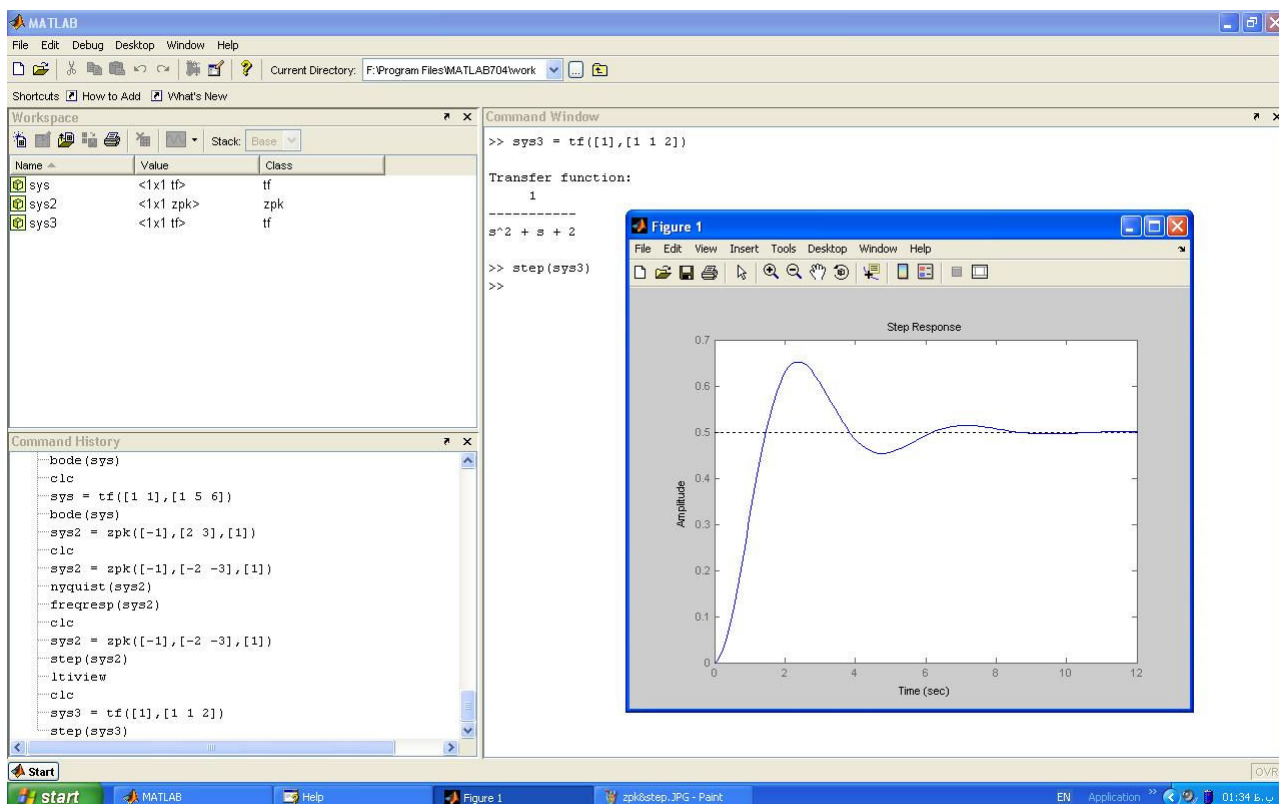 MATLAB
File Edit Debug Desktop Window Help
Current Directory: F:\Program Files\MATLAB704\work
Shortcuts How to Add What's New
Workspace
Stack: Base
Name Value Class
sys <1x1 tf> tf
sys2 <1x1 zpk> zpk
sys3 <1x1 tf> tf
Command History
bode(sys)
clc
sys = tf([1 1],[1 5 6])
bode(sys)
sys2 = zpk([-1],[2 3],[1])
clc
sys2 = zpk([-1],[-2 -3],[1])
nyquist(sys2)
freqresp(sys2)
clc
sys2 = zpk([-1],[-2 -3],[1])
step(sys2)
ltiview
clc
sys3 = tf([1],[1 1 2])
step(sys3)
Command Window
>> sys3 = tf([1],[1 1 2])
Transfer function:
1
-----------
s^2 + s + 2
>> step(sys3)
>>
Figure 1
File Edit View Insert Tools Desktop Window Help
Step Response
Amplitude
0.7
0.6
0.5
0.4
0.3
0.2
0.1
0
0 2 4 6 8 10 12
Time (sec)
Start
OVR
start MATLAB Help Figure 1 zpk&step.JPG - Paint EN Application » 01:34 ب.ظ